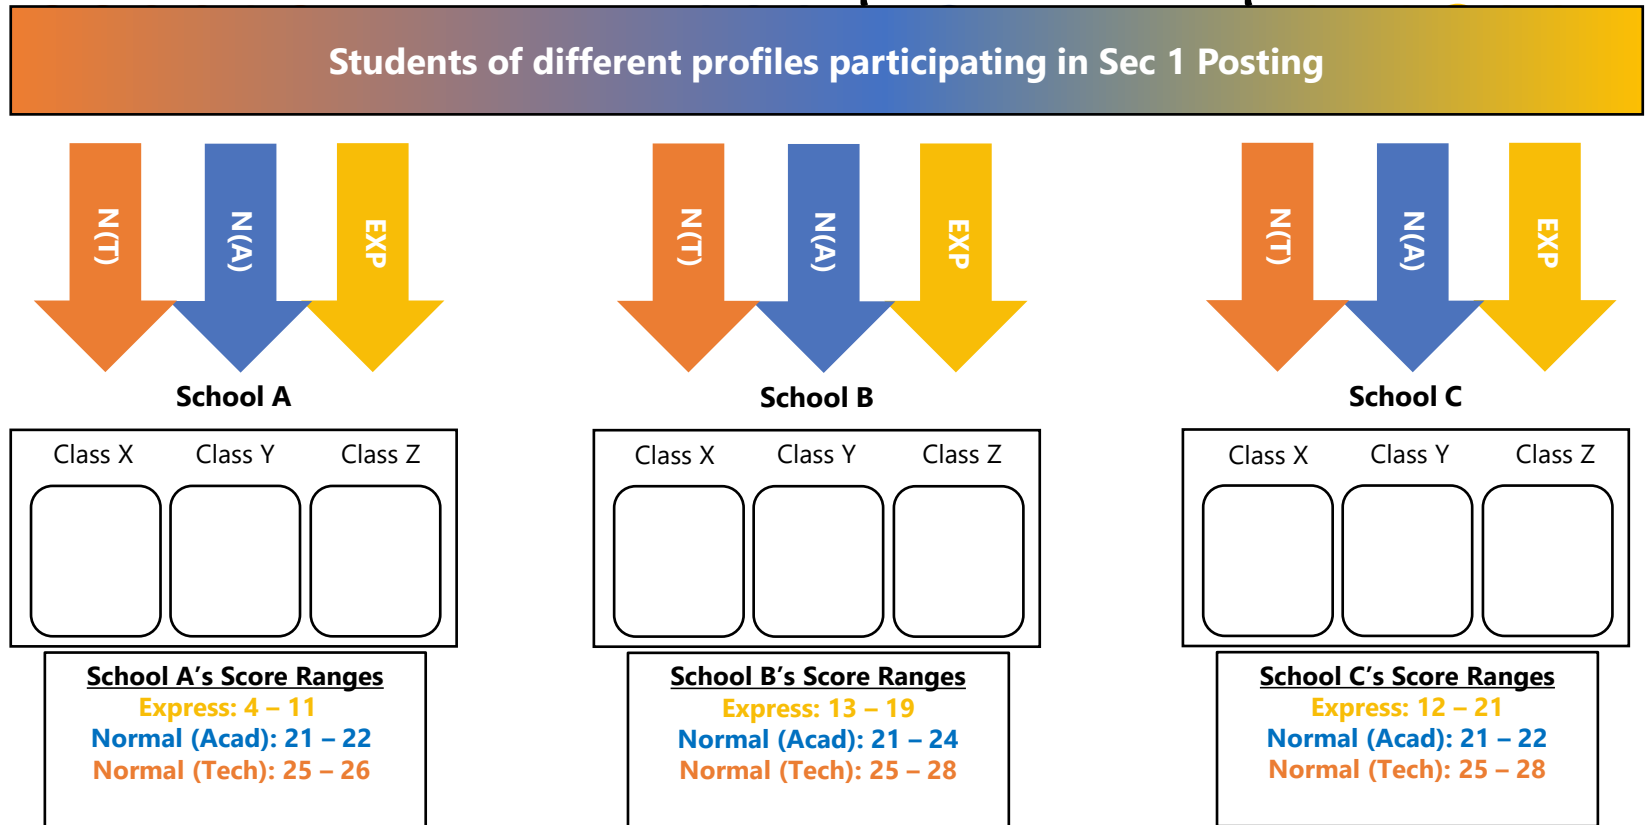 Students of different profiles participating in Sec 1 Posting
N(T)
N(A)
EXP
N(T)
N(A)
EXP
N(T)
N(A)
EXP
School A
School B
School C
Class X
Class Y
Class Z
Class X
Class Y
Class Z
Class X
Class Y
Class Z
School A’s Score Ranges
Express: 4 – 11
Normal (Acad): 21 – 22
Normal (Tech): 25 – 26
School B’s Score Ranges
Express: 13 – 19
Normal (Acad): 21 – 24
Normal (Tech): 25 – 28
School C’s Score Ranges
Express: 12 – 21
Normal (Acad): 21 – 22
Normal (Tech): 25 – 28